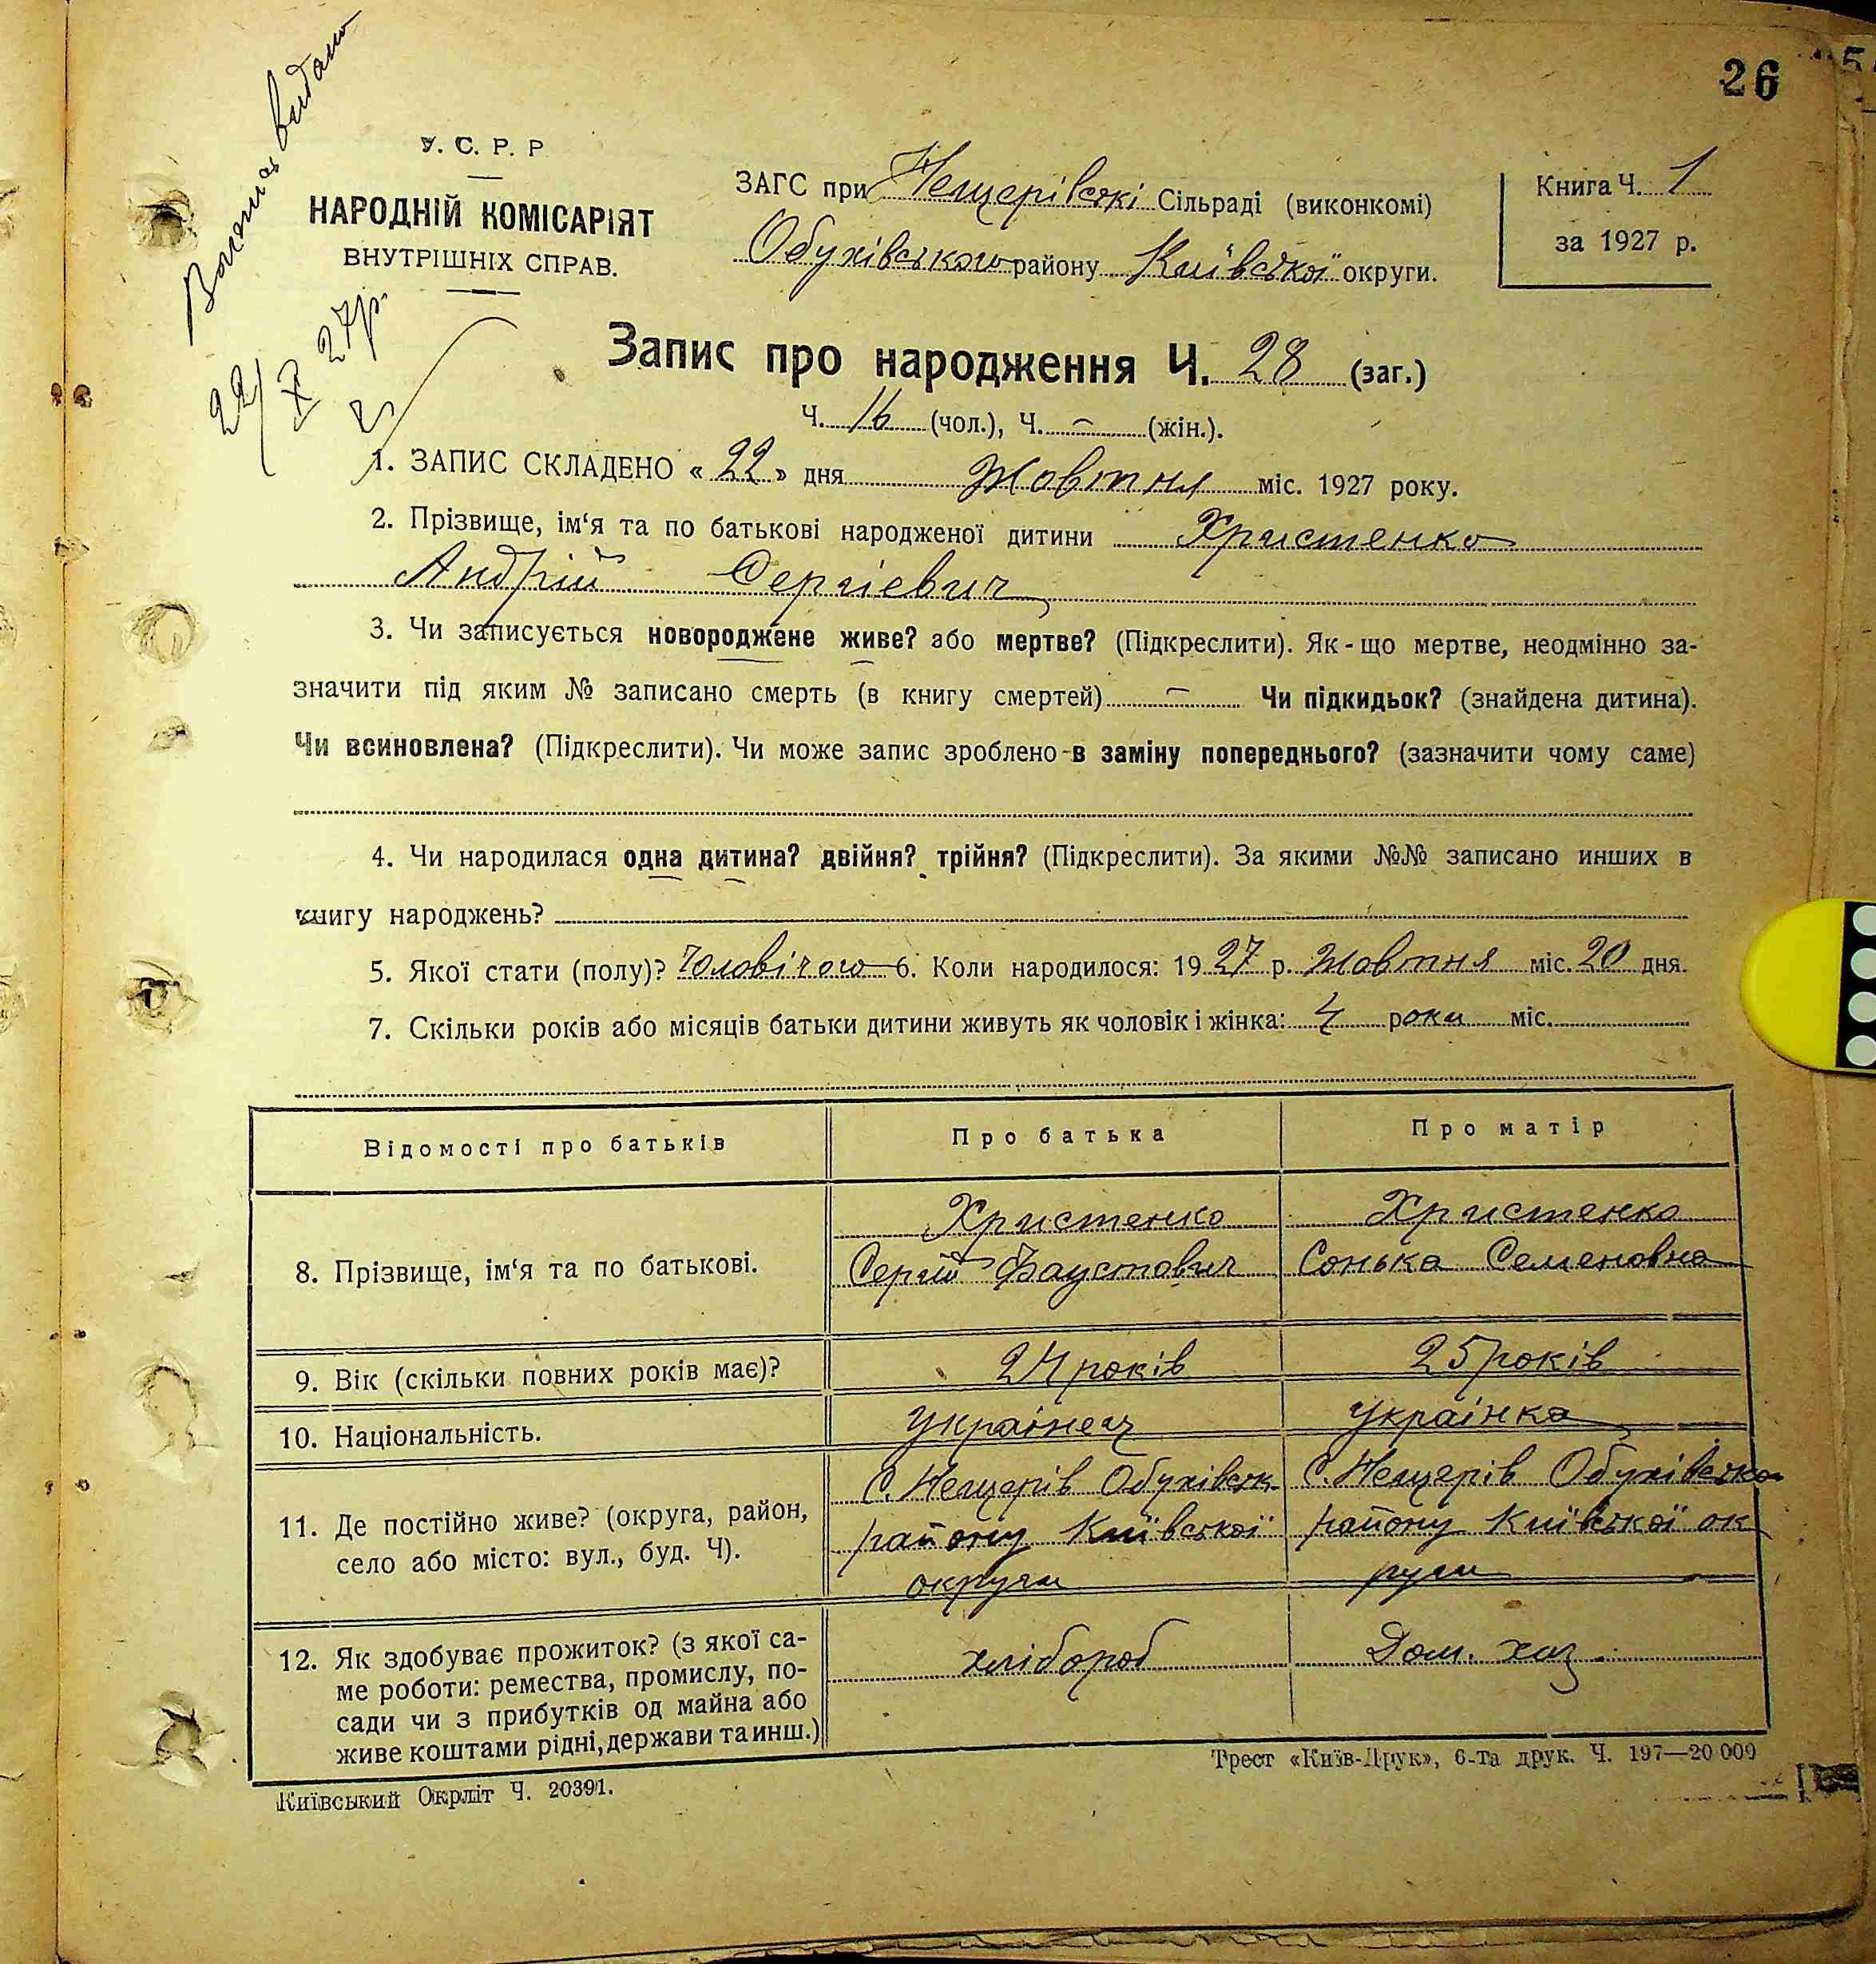 26
видано
22/X 27р.
У. С. Р. Р
НАРОДНІЙ КОМІСАРІЯТ
ВНУТРІШНІХ СПРАВ.
ЗАГС при Нещерівскі Сільраді (виконкомі)
Обухівського району Київської округи.
Книга Ч. 1
за 1927 р.
Запис про народження Ч. 28 (заг.)
Ч. 16 (чол.), Ч. - (жін.).
1. ЗАПИС СКЛАДЕНО « 22 » дня Жовтня міс. 1927 року.
2. Прізвище, ім‘я та по батькові народженої дитини Христенко
Андрій Сергієвич
3. Чи записується новороджене живе? або мертве? (Підкреслити). Як-що мертве, неодмінно за-
значити під яким № записано смерть (в книгу смертей) - Чи підкидьок? (знайдена дитина).
Чи всиновлена? (Підкреслити). Чи може запис зроблено в заміну попереднього? (зазначити чому саме)
4. Чи народилася одна дитина? двійня? трійня? (Підкреслити). За якими №№ записано инших в
книгу народжень?
5. Якої стати (полу)? Чоловічого 6. Коли народилося: 1927 р. Жовтня міс. 20 дня.
7. Скільки років або місяців батьки дитини живуть як чоловік і жінка: 4 роки міс.
Відомості про батьків Про батька Про матір
8. Прізвище, ім‘я та по батькові. Христенко Христенко
Сергій Фаустович Сонька Семеновна
9. Вік (скільки повних років має)? 24 років 25 років
10. Національність. Українец Українка
11. Де постійно живе? (округа, район, село або місто: вул., буд. Ч). С. Нещерів Обухівськ С. Нещерів Обухівсько
району Київської району Київської ок
округи руги
12. Як здобуває прожиток? (з якої са-
ме роботи: ремества, промислу, по-
сади чи з прибутків од майна або
живе коштами рідні, держави та инш.) хлібороб Дом. хаз.
Київський Окрліт Ч. 20391.
Трест «Київ-Друк», 6-та друк. Ч. 197—20 000